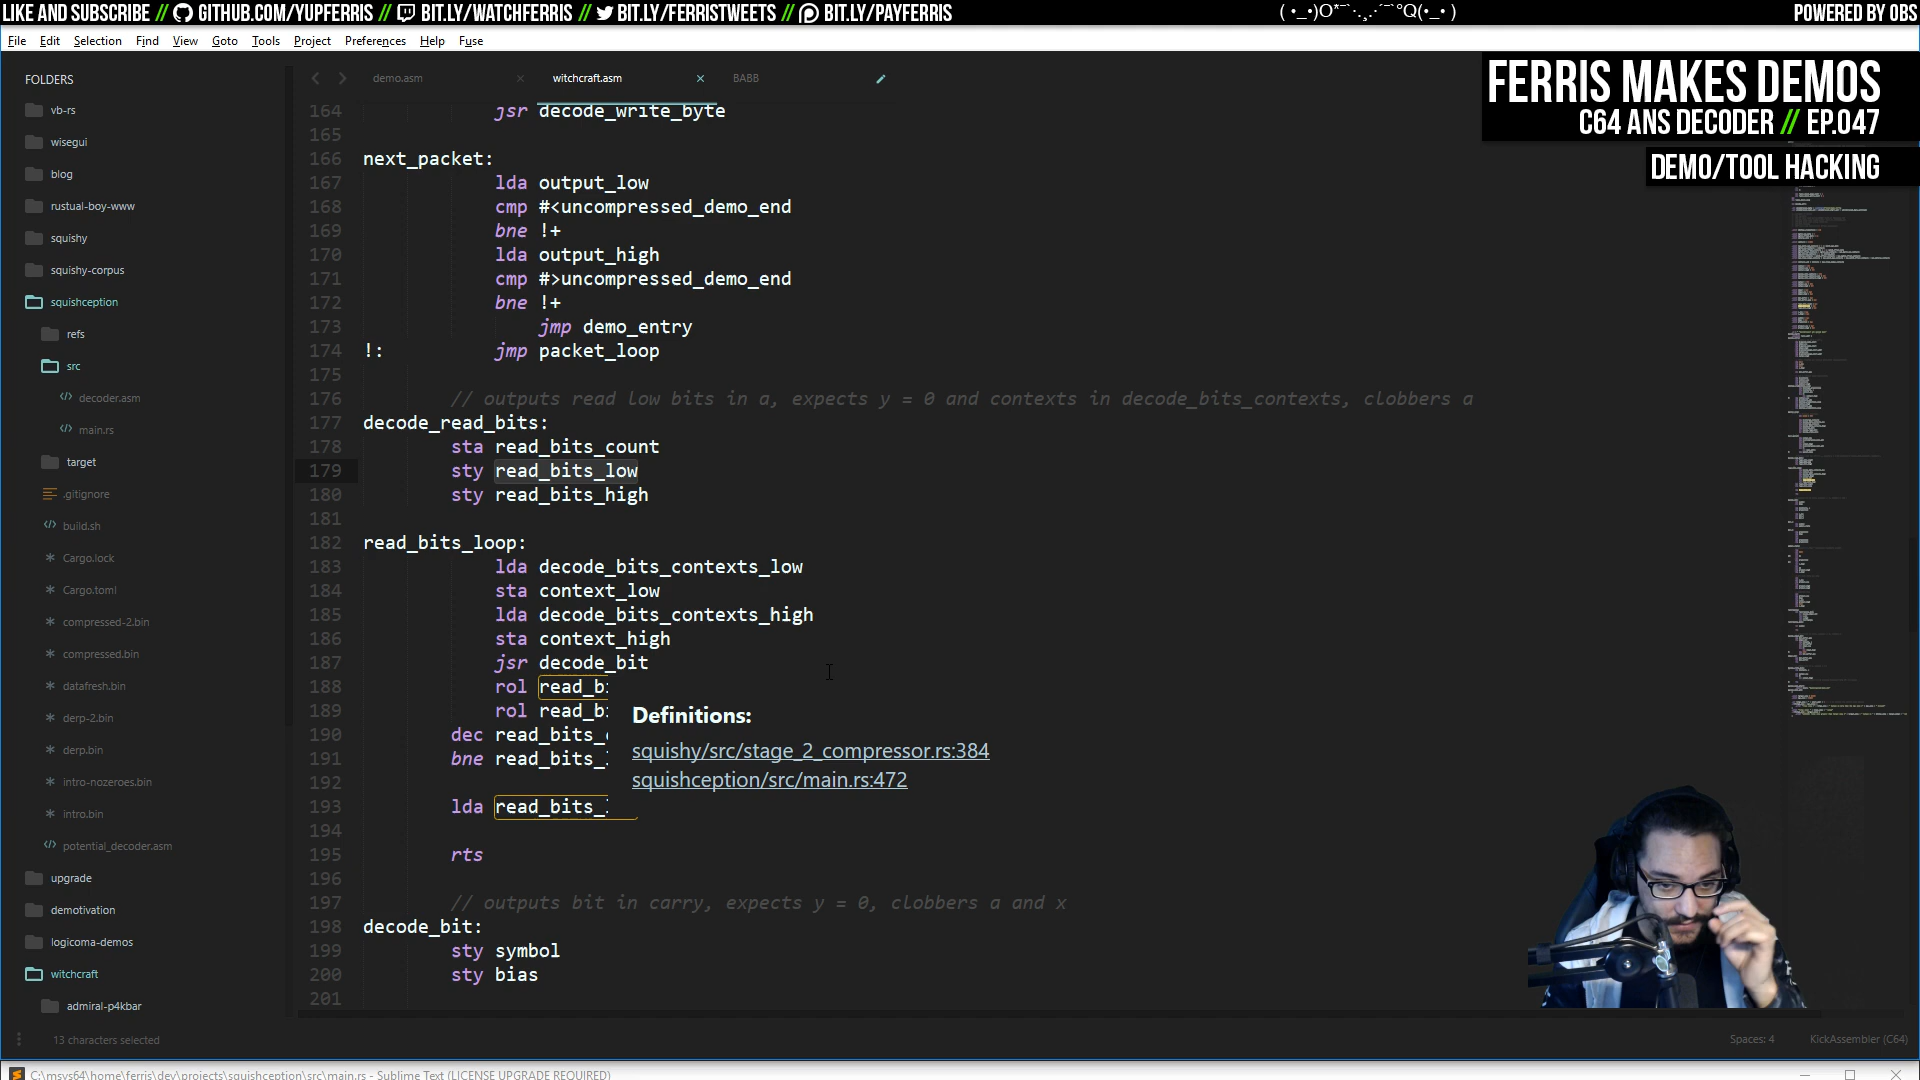 LIKE AND SUBSCRIBE // GITHUB.COM/YUPFERRIS // BIT.LY/WATCHFERRIS // BIT.LY/FERRISTWEETS // BIT.LY/PAYFERRIS
POWERED BY OBS
File Edit Selection Find View Goto Tools Project Preferences Help Fuse
FERRIS MAKES DEMOS
C64 ANS DECODER // EP.047
DEMO/TOOL HACKING
FOLDERS
vb-rs
wisegui
blog
rustual-boy-www
squishy
squishy-corpus
squishception
refs
src
decoder.asm
main.rs
target
.gitignore
build.sh
Cargo.lock
Cargo.toml
compressed-2.bin
compressed.bin
datafresh.bin
derp-2.bin
derp.bin
intro-nozeroes.bin
intro.bin
potential_decoder.asm
upgrade
demotivation
logicoma-demos
witchcraft
admiral-p4kbar
demo.asm witchcraft.asm BABB
164 jsr decode_write_byte
165
166 next_packet:
167 lda output_low
168 cmp #<uncompressed_demo_end
169 bne !+
170 lda output_high
171 cmp #>uncompressed_demo_end
172 bne !+
173 jmp demo_entry
174 !: jmp packet_loop
175
176 // outputs read low bits in a, expects y = 0 and contexts in decode_bits_contexts, clobbers a
177 decode_read_bits:
178 sta read_bits_count
179 sty read_bits_low
180 sty read_bits_high
181
182 read_bits_loop:
183 lda decode_bits_contexts_low
184 sta context_low
185 lda decode_bits_contexts_high
186 sta context_high
187 jsr decode_bit
188 rol read_bi
189 rol read_bi
190 dec read_bits_
191 bne read_bits_
192
193 lda read_bits_
194
195 rts
196
197 // outputs bit in carry, expects y = 0, clobbers a and x
198 decode_bit:
199 sty symbol
200 sty bias
201
Definitions:
squishy/src/stage_2_compressor.rs:384
squishception/src/main.rs:472
13 characters selected
Spaces: 4 KickAssembler (C64)
C:\msys64\home\ferris\dev\projects\squishception\src\main.rs - Sublime Text (LICENSE UPGRADE REQUIRED)